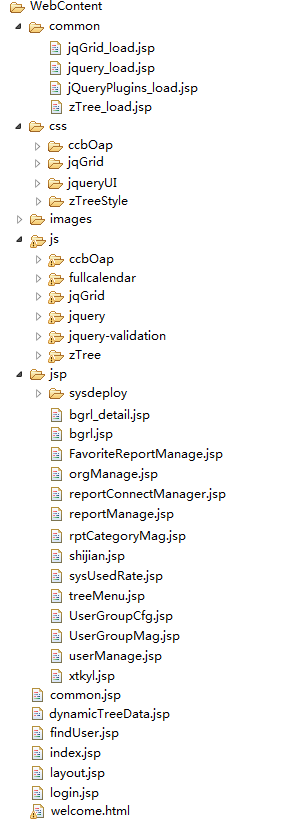 WebContent
common
jqGrid_load.jsp
jquery_load.jsp
jQueryPlugins_load.jsp
zTree_load.jsp
css
ccbOap
jqGrid
jqueryUI
zTreeStyle
images
js
ccbOap
fullcalendar
jqGrid
jquery
jquery-validation
zTree
jsp
sysdeploy
bgrl_detail.jsp
bgrl.jsp
FavoriteReportManage.jsp
orgManage.jsp
reportConnectManager.jsp
reportManage.jsp
rptCategoryMag.jsp
shijian.jsp
sysUsedRate.jsp
treeMenu.jsp
UserGroupCfg.jsp
UserGroupMag.jsp
userManage.jsp
xtkyl.jsp
common.jsp
dynamicTreeData.jsp
findUser.jsp
index.jsp
layout.jsp
login.jsp
welcome.html